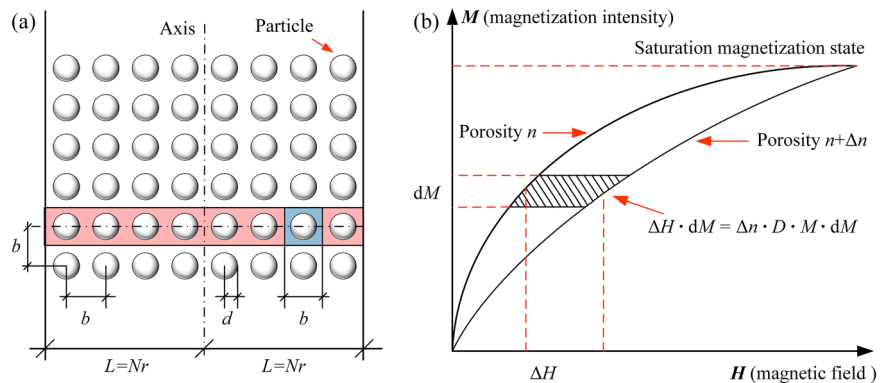 (a)
Axis
Particle
b
b
d
b
L=Nr
L=Nr
(b)
M (magnetization intensity)
Saturation magnetization state
Porosity n
Porosity n+Δn
dM
ΔH · dM = Δn · D · M · dM
ΔH
H (magnetic field )